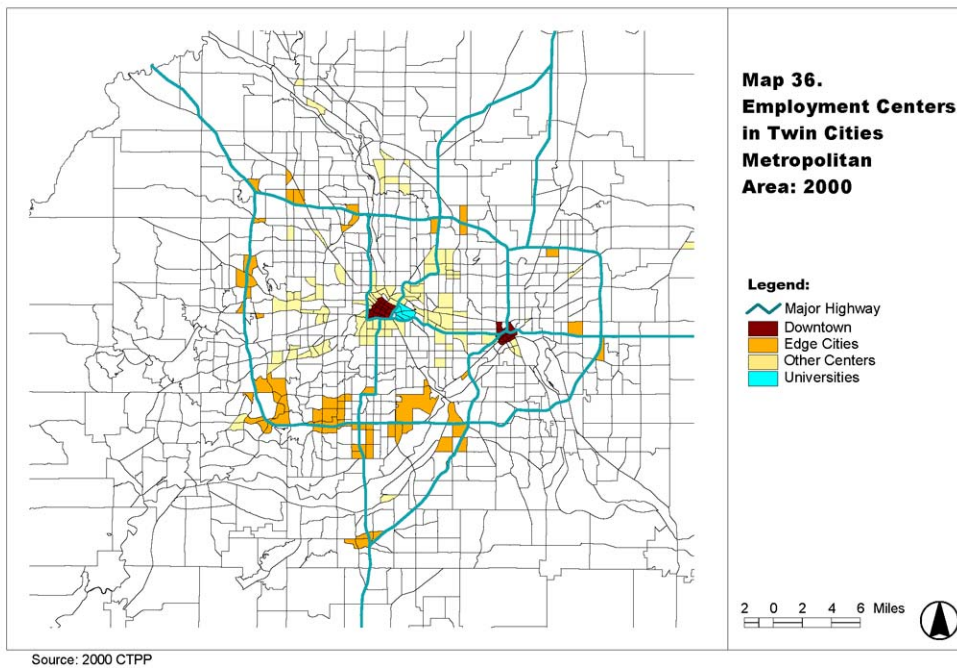 Map 36.
Employment Centers
in Twin Cities
Metropolitan
Area: 2000
Legend:
Major Highway
Downtown
Edge Cities
Other Centers
Universities
2 0 2 4 6 Miles
Source: 2000 CTPP